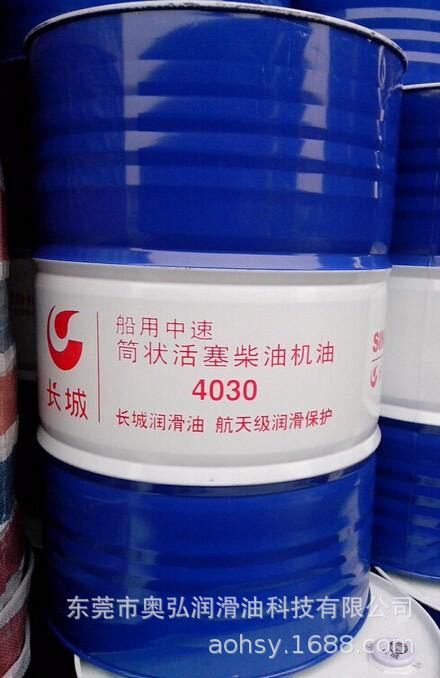 船用中速
筒状活塞柴油机油
4030
长城
长城润滑油 航天级润滑保护
SIN
东莞市奥弘润滑油科技有限公司
aohsy.1688.com